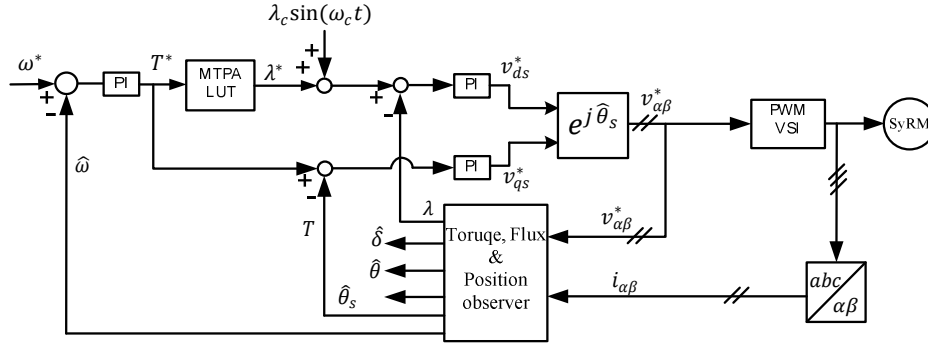 λ_c sin(ω_c t)
ω*
+
−
PI
T*
MTPA
LUT
λ*
+
+
+
−
PI
v*_ds
e^{j θ̂_s}
v*_αβ
PWM
VSI
SyRM
ω̂
+
−
PI
v*_qs
T
λ
δ̂
θ̂
θ̂_s
Toruqe, Flux
&
Position
observer
v*_αβ
i_αβ
abc
αβ